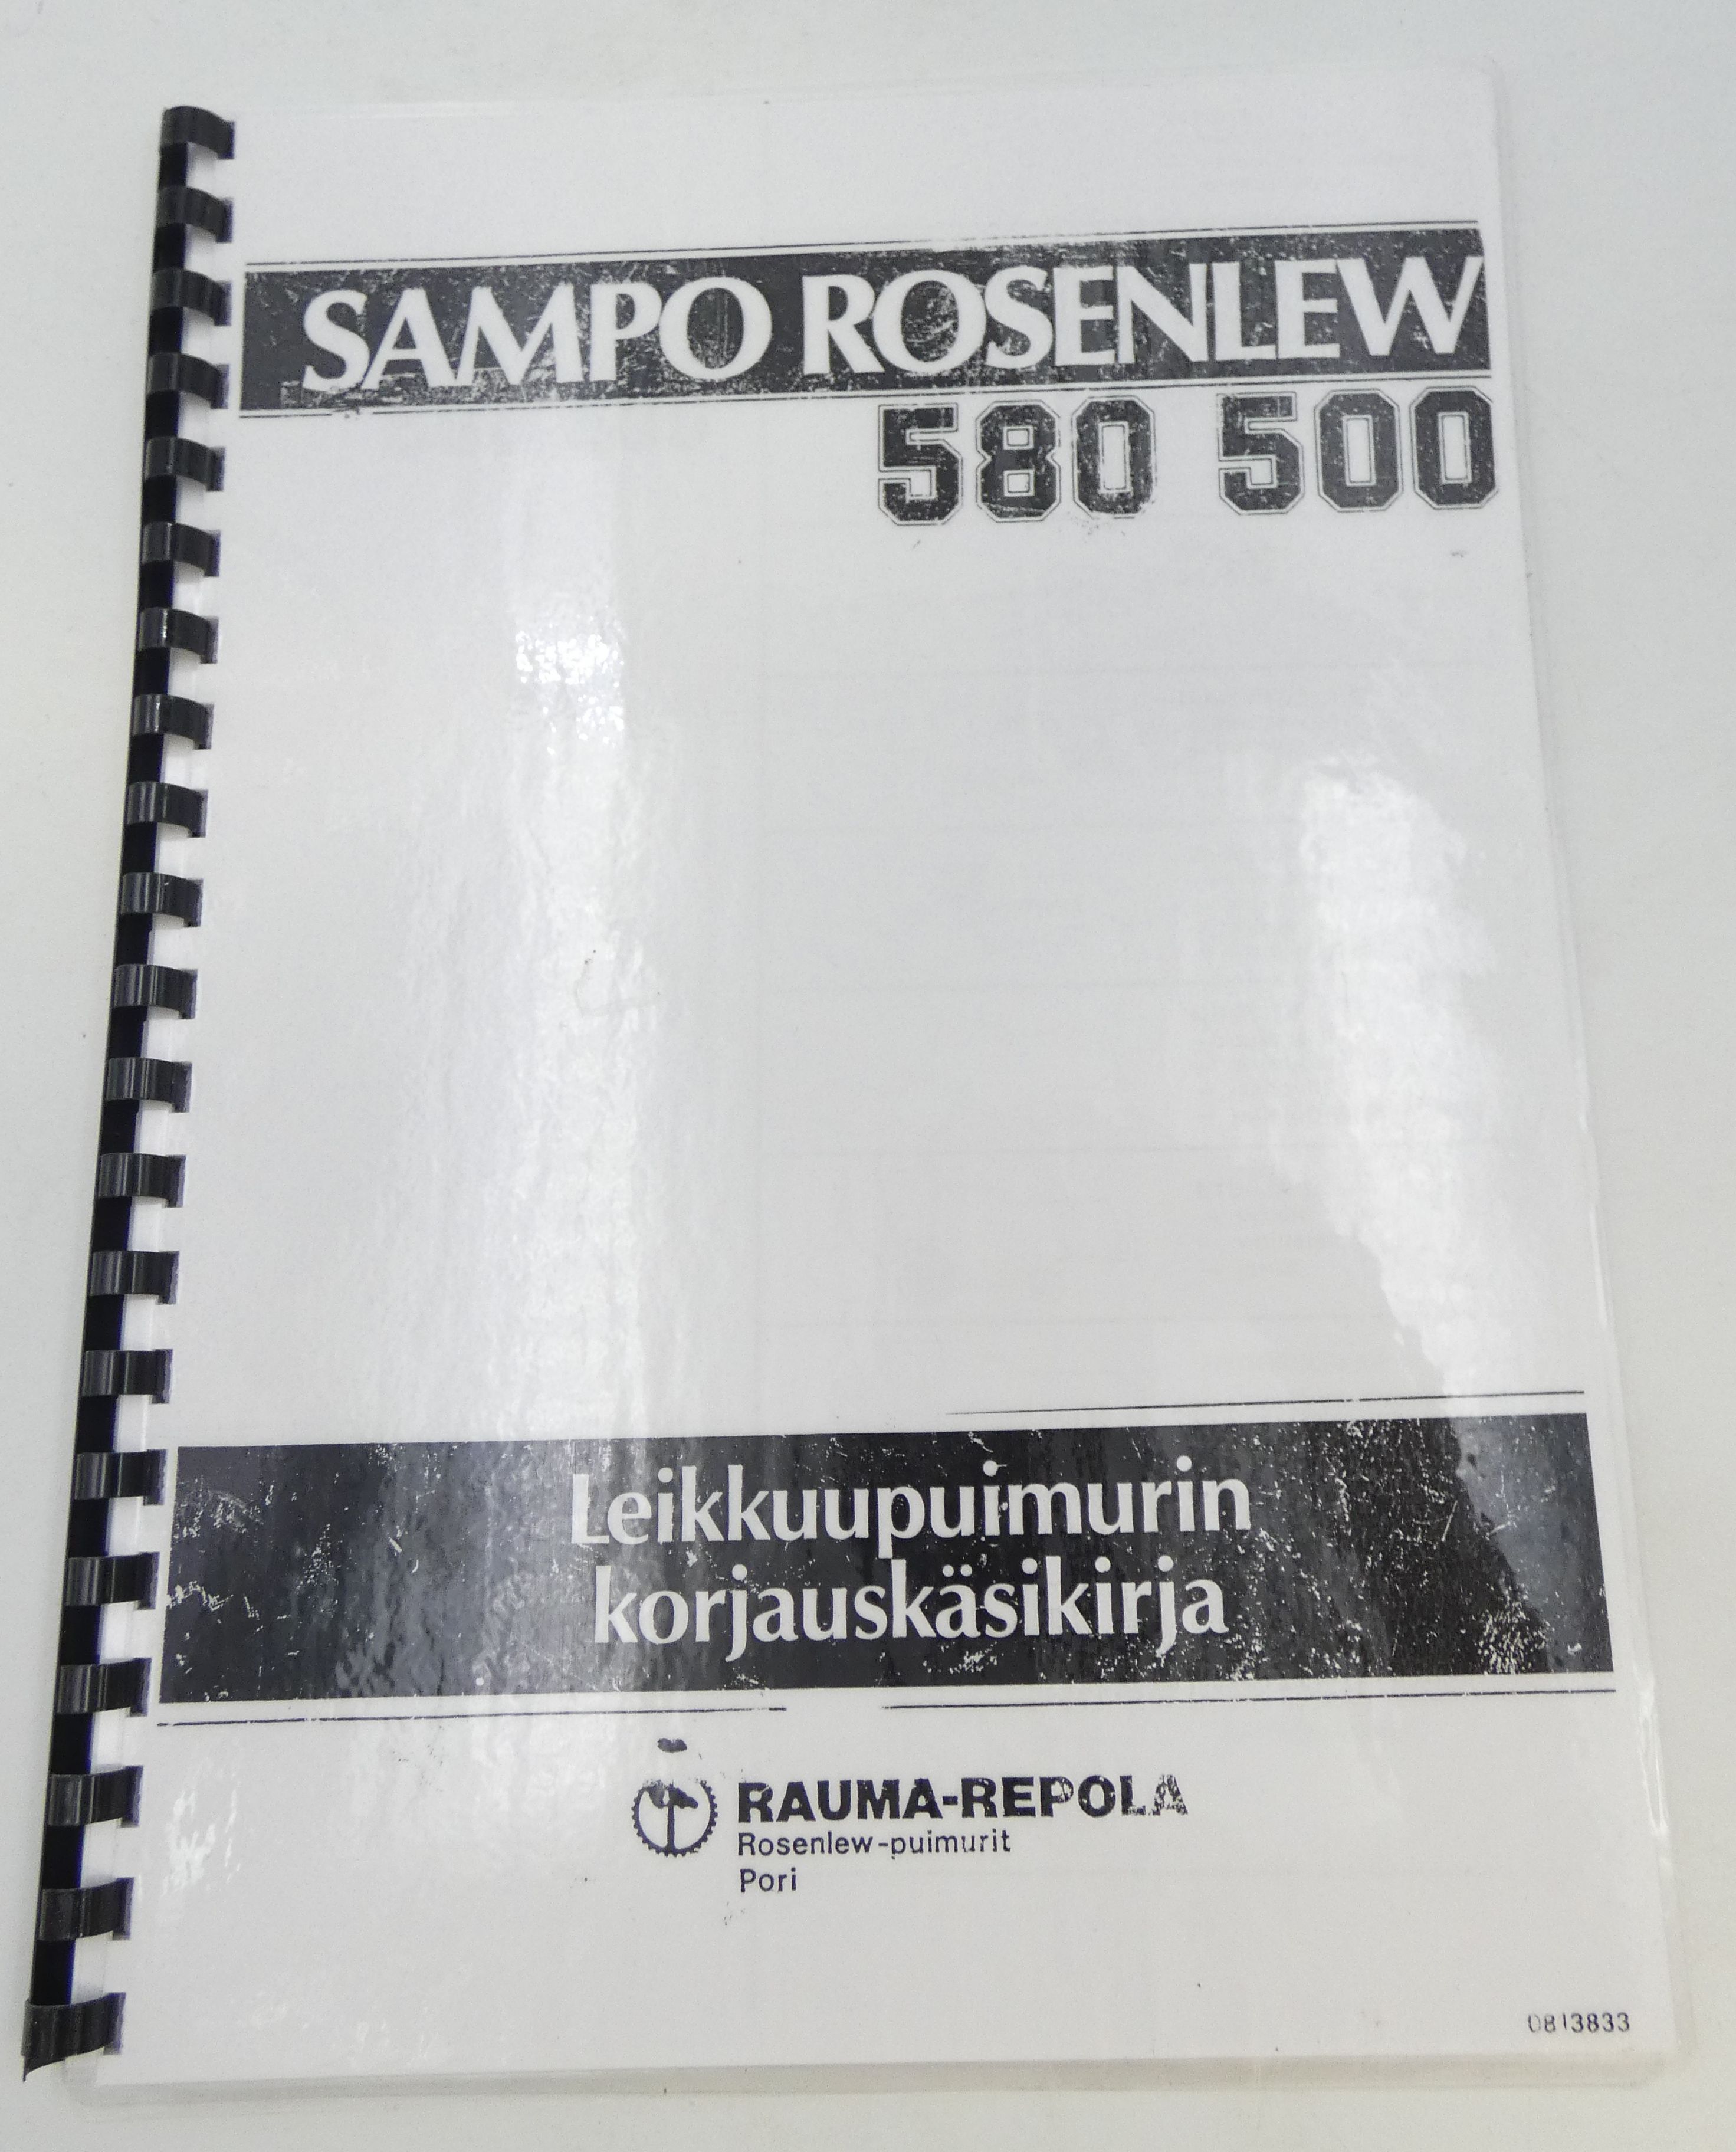 SAMPO ROSENLEW
580 500
Leikkuupuimurin
korjauskäsikirja
RAUMA-REPOLA
Rosenlew-puimurit
Pori
0813833